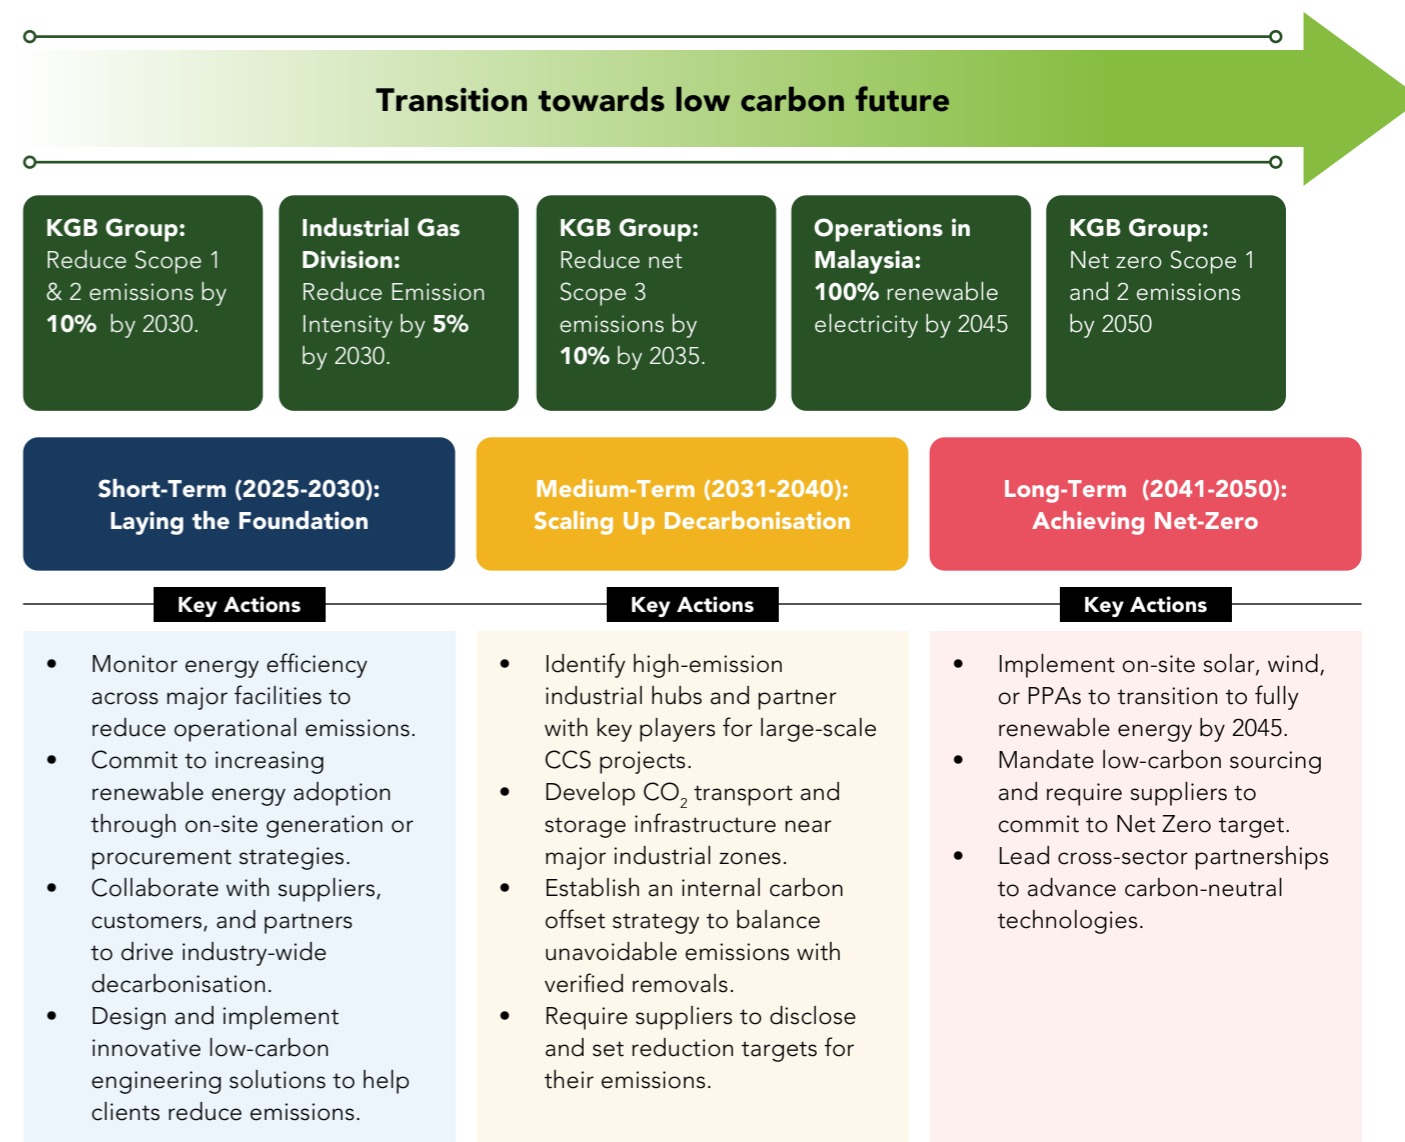 Transition towards low carbon future
KGB Group:
Reduce Scope 1
& 2 emissions by
10% by 2030.
Industrial Gas
Division:
Reduce Emission
Intensity by 5%
by 2030.
KGB Group:
Reduce net
Scope 3
emissions by
10% by 2035.
Operations in
Malaysia:
100% renewable
electricity by 2045
KGB Group:
Net zero Scope 1
and 2 emissions
by 2050
Short-Term (2025-2030):
Laying the Foundation
Key Actions
• Monitor energy efficiency
across major facilities to
reduce operational emissions.
• Commit to increasing
renewable energy adoption
through on-site generation or
procurement strategies.
• Collaborate with suppliers,
customers, and partners
to drive industry-wide
decarbonisation.
• Design and implement
innovative low-carbon
engineering solutions to help
clients reduce emissions.
Medium-Term (2031-2040):
Scaling Up Decarbonisation
Key Actions
• Identify high-emission
industrial hubs and partner
with key players for large-scale
CCS projects.
• Develop CO₂ transport and
storage infrastructure near
major industrial zones.
• Establish an internal carbon
offset strategy to balance
unavoidable emissions with
verified removals.
• Require suppliers to disclose
and set reduction targets for
their emissions.
Long-Term (2041-2050):
Achieving Net-Zero
Key Actions
• Implement on-site solar, wind,
or PPAs to transition to fully
renewable energy by 2045.
• Mandate low-carbon sourcing
and require suppliers to
commit to Net Zero target.
• Lead cross-sector partnerships
to advance carbon-neutral
technologies.